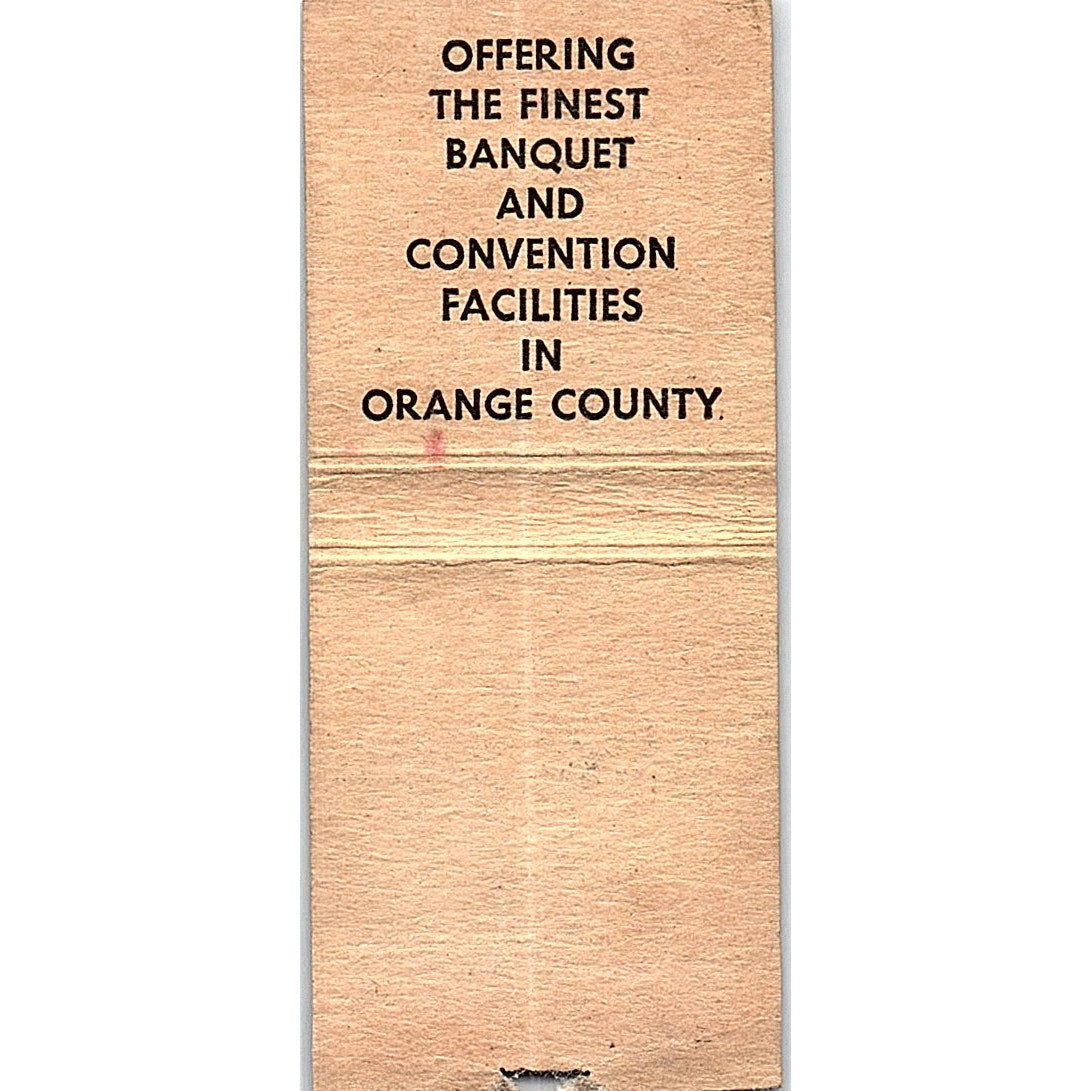 OFFERING
THE FINEST
BANQUET
AND
CONVENTION
FACILITIES
IN
ORANGE COUNTY.